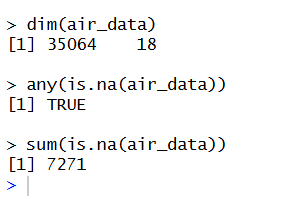 > dim(air_data)
[1] 35064    18
> any(is.na(air_data))
[1] TRUE
> sum(is.na(air_data))
[1] 7271
>